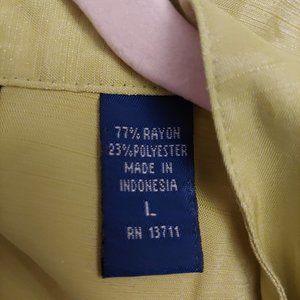 77% RAYON
23% POLYESTER
MADE IN
INDONESIA
L
RN 13711